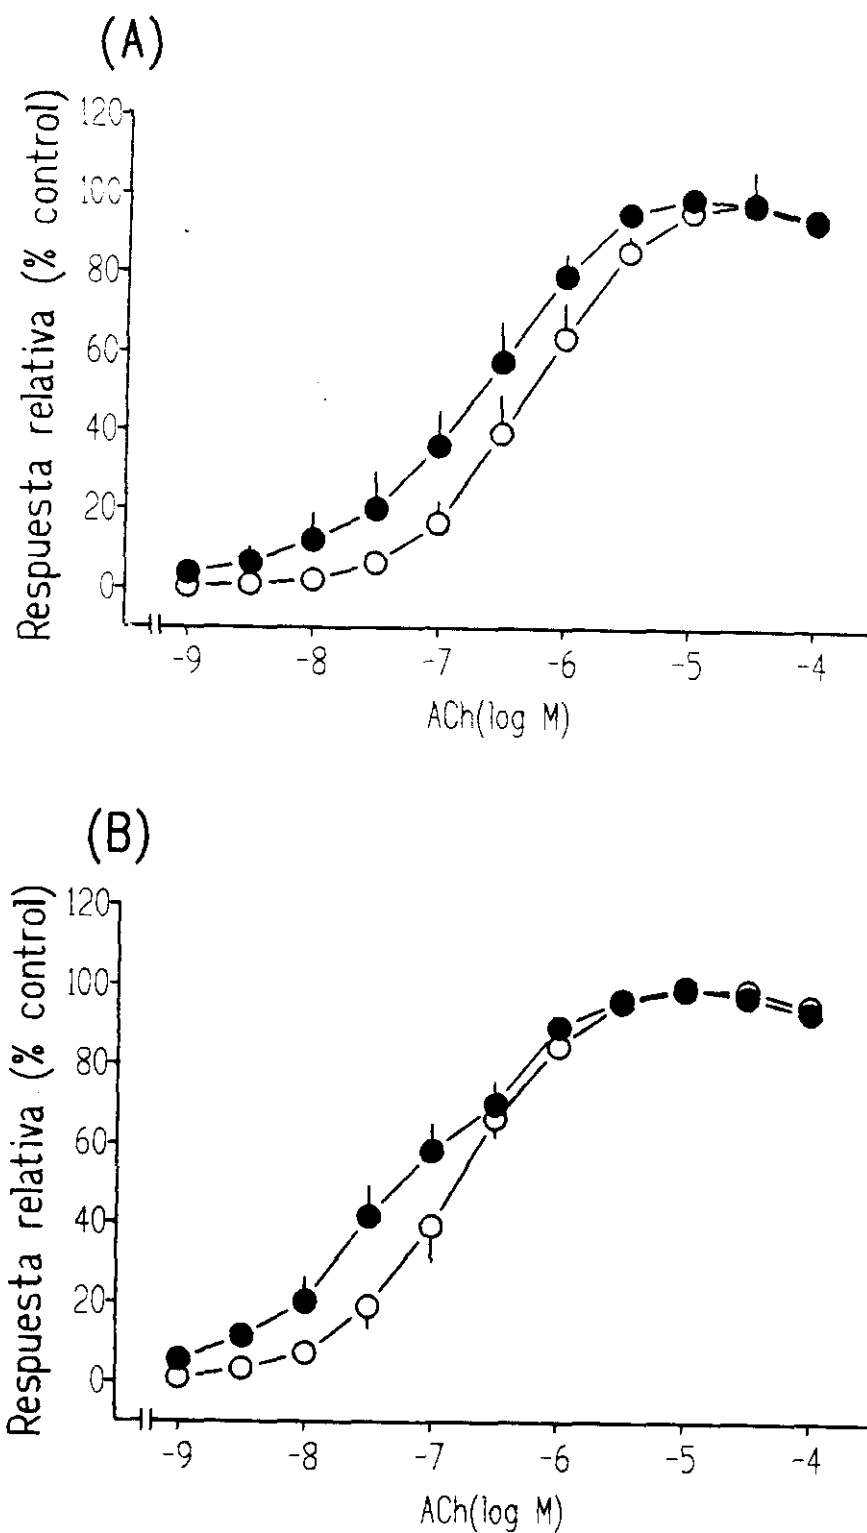 (A)
Respuesta relativa (% control)
120
100
80
60
40
20
0
-9 -8 -7 -6 -5 -4
ACh(log M)
(B)
Respuesta relativa (% control)
120
100
80
60
40
20
0
-9 -8 -7 -6 -5 -4
ACh(log M)